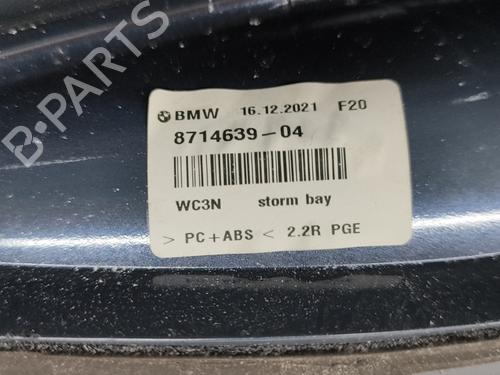 BMW 16.12.2021 F20
8714639-04
WC3N storm bay
> PC+ABS < 2.2R PGE
B-PARTS